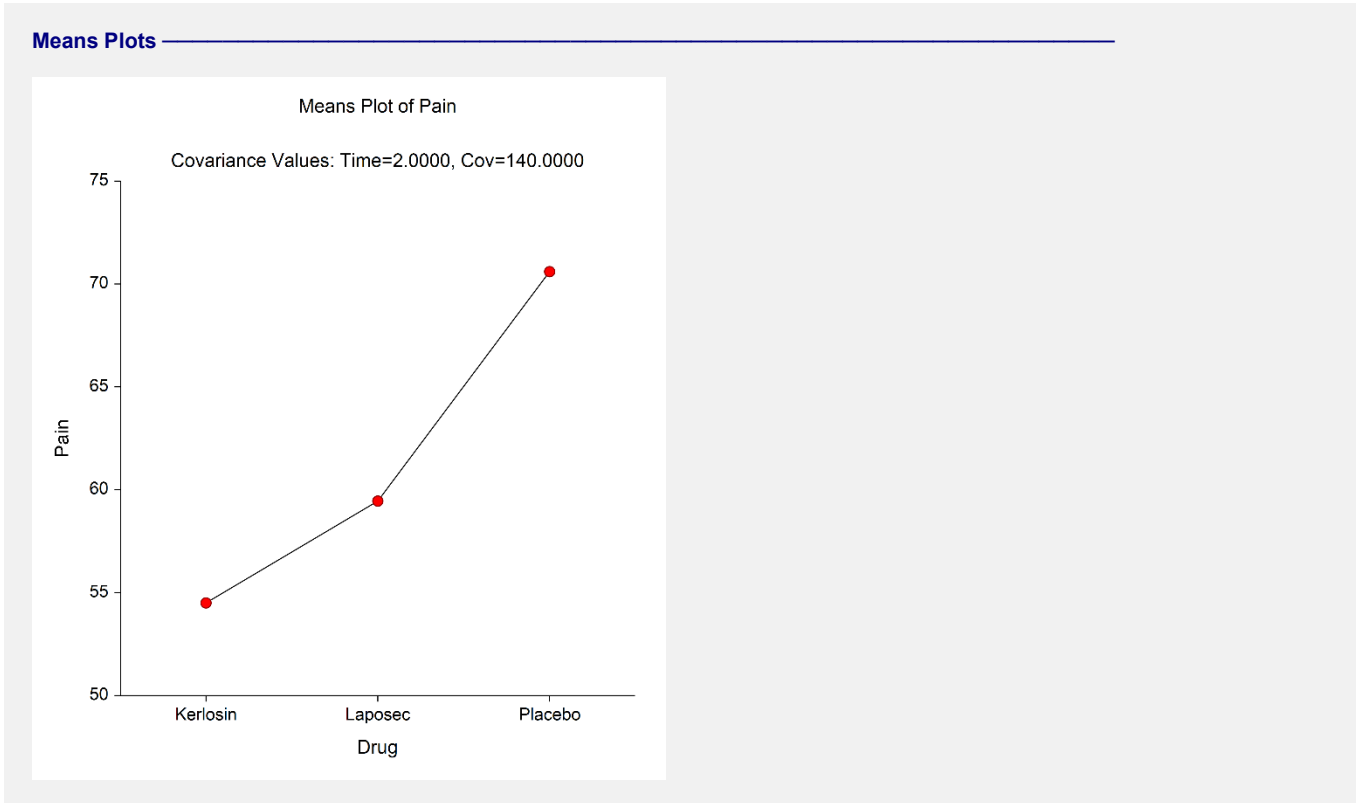 Means Plots
Means Plot of Pain
Covariance Values: Time=2.0000, Cov=140.0000
75
70
65
60
55
50
Pain
Kerlosin Laposec Placebo
Drug